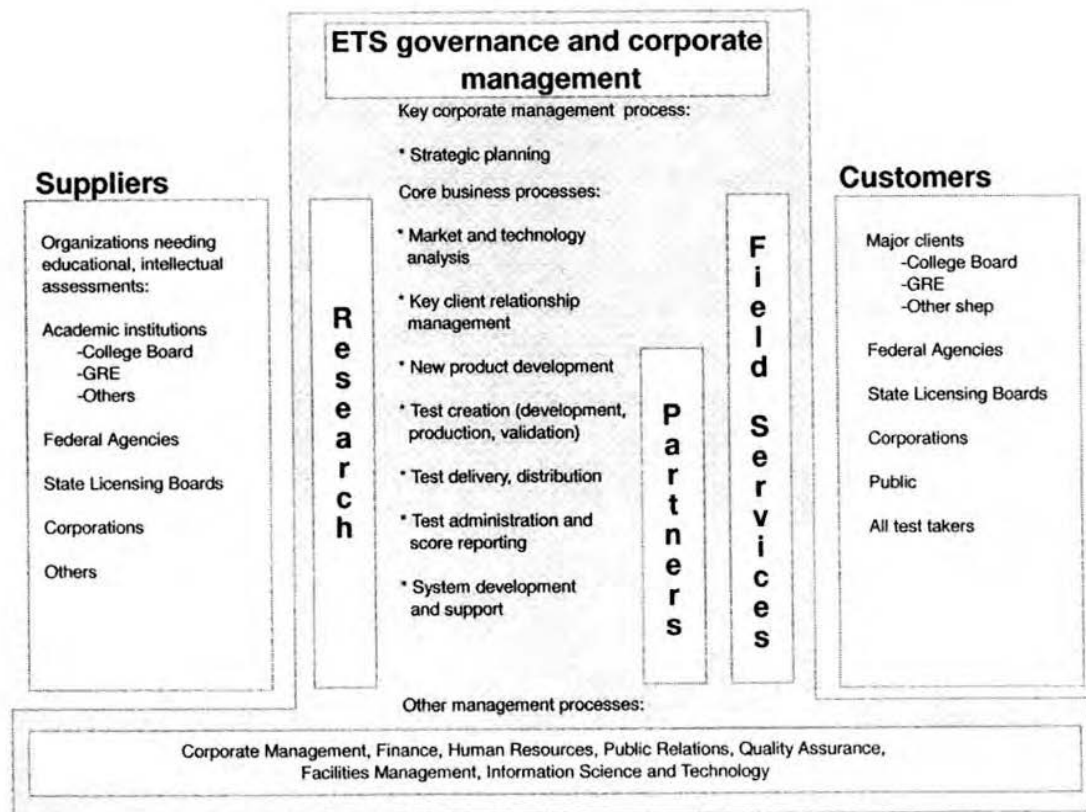 ETS governance and corporate
management
Key corporate management process:
* Strategic planning
Core business processes:
* Market and technology
analysis
* Key client relationship
management
* New product development
* Test creation (development,
production, validation)
* Test delivery, distribution
* Test administration and
score reporting
* System development
and support
Suppliers
Organizations needing
educational, intellectual
assessments:
Academic institutions
-College Board
-GRE
-Others
Federal Agencies
State Licensing Boards
Corporations
Others
Research
Partners
Field Services
Customers
Major clients
-College Board
-GRE
-Other shep
Federal Agencies
State Licensing Boards
Corporations
Public
All test takers
Other management processes:
Corporate Management, Finance, Human Resources, Public Relations, Quality Assurance,
Facilities Management, Information Science and Technology